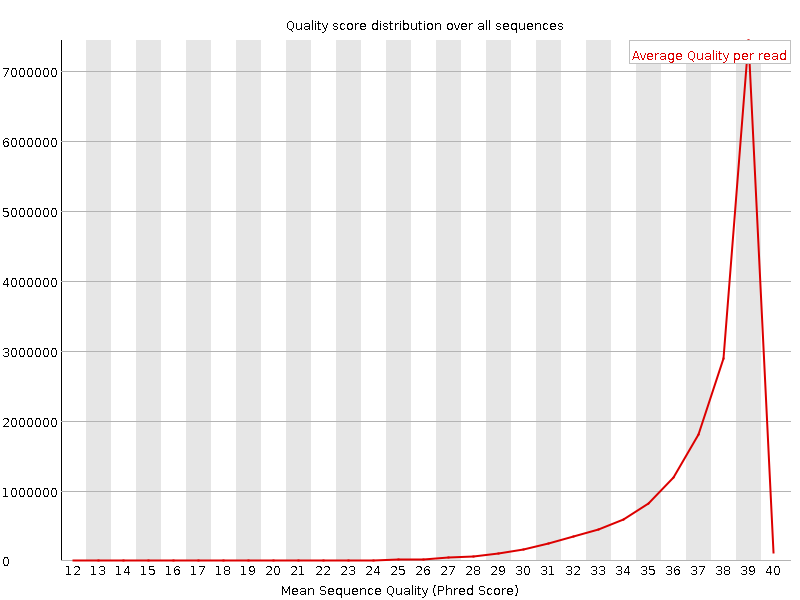 Quality score distribution over all sequences
Average Quality per read
7000000
6000000
5000000
4000000
3000000
2000000
1000000
0
12 13 14 15 16 17 18 19 20 21 22 23 24 25 26 27 28 29 30 31 32 33 34 35 36 37 38 39 40
Mean Sequence Quality (Phred Score)